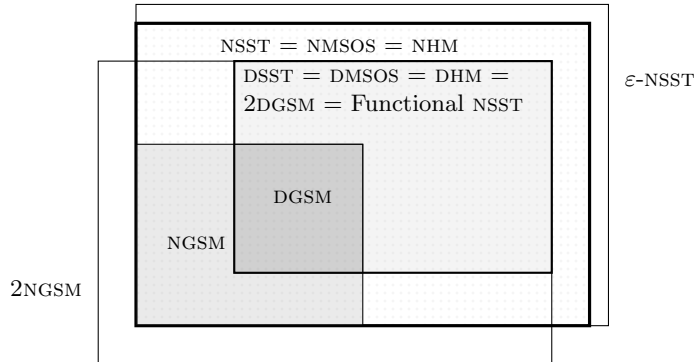 NSST = NMSOS = NHM
DSST = DMSOS = DHM =
2DGSM = Functional NSST
ε-NSST
DGSM
NGSM
2NGSM